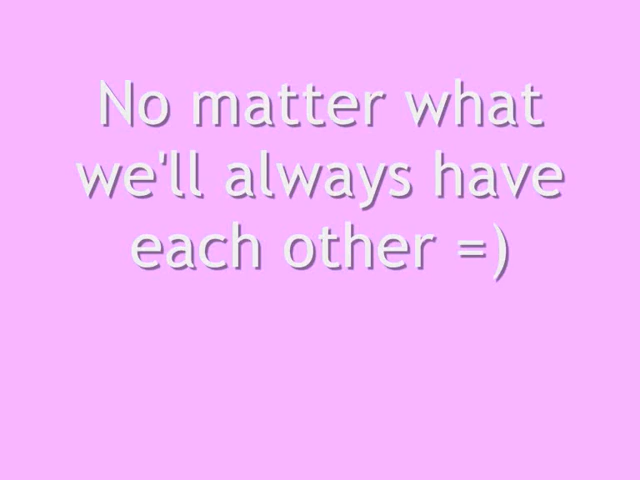 No matter what
we'll always have
each other =)